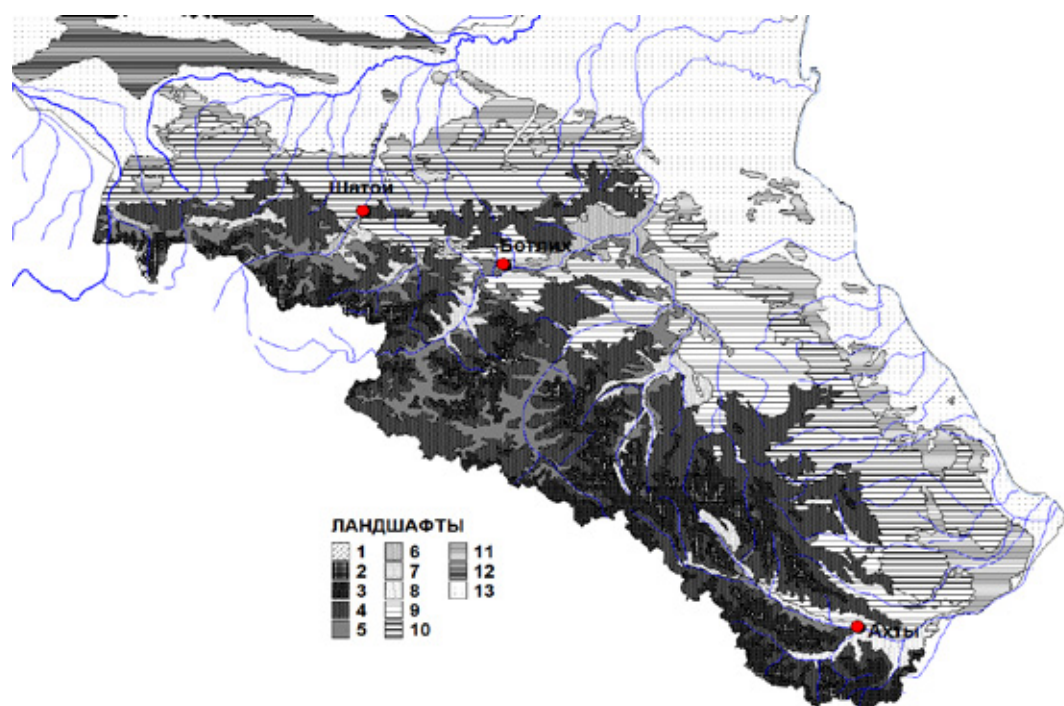 Шатой
Ботлих
ЛАНДШАФТЫ
1 6 11
2 7 12
3 8 13
4 9
5 10
Ахты